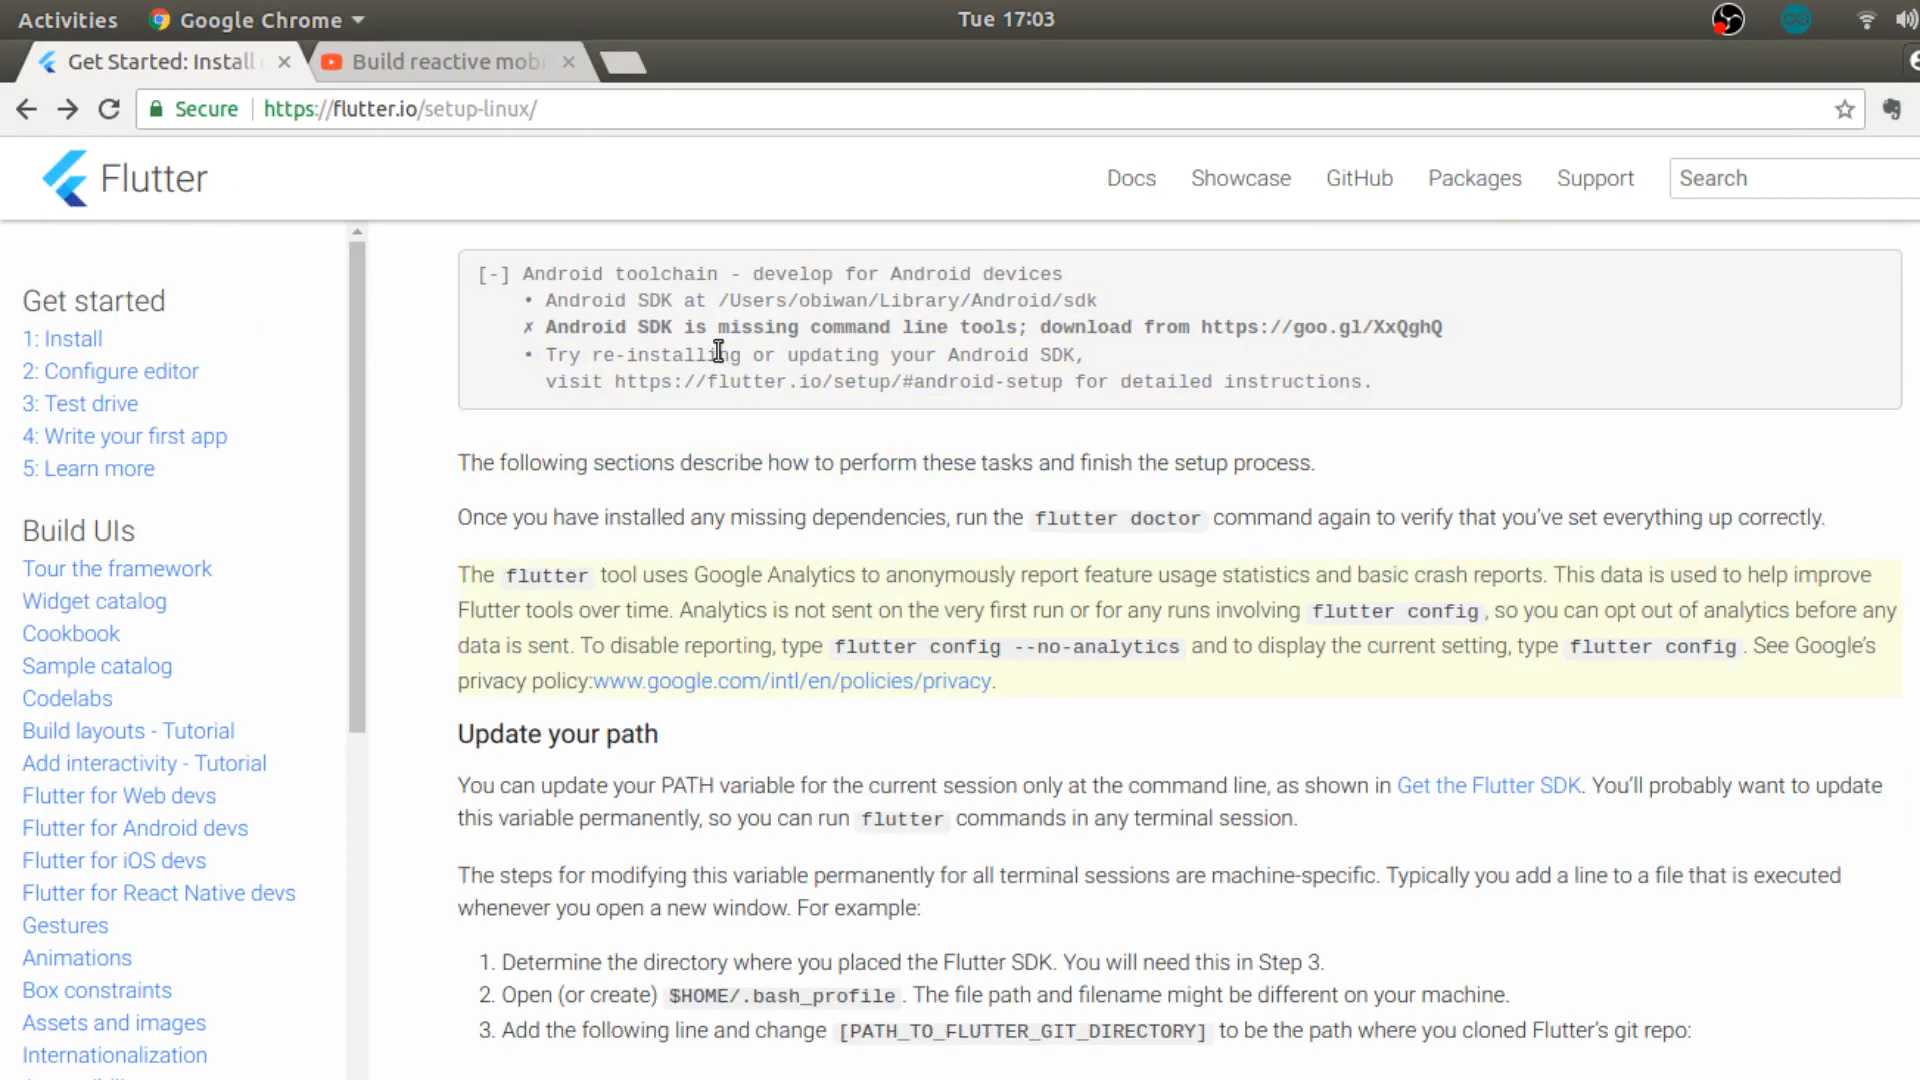 Activities Google Chrome Tue 17:03
Get Started: Install Build reactive mobi
Secure https://flutter.io/setup-linux/
Flutter Docs Showcase GitHub Packages Support Search
Get started
1: Install
2: Configure editor
3: Test drive
4: Write your first app
5: Learn more
Build UIs
Tour the framework
Widget catalog
Cookbook
Sample catalog
Codelabs
Build layouts - Tutorial
Add interactivity - Tutorial
Flutter for Web devs
Flutter for Android devs
Flutter for iOS devs
Flutter for React Native devs
Gestures
Animations
Box constraints
Assets and images
Internationalization
[-] Android toolchain - develop for Android devices
• Android SDK at /Users/obiwan/Library/Android/sdk
✗ Android SDK is missing command line tools; download from https://goo.gl/XxQghQ
• Try re-installing or updating your Android SDK,
visit https://flutter.io/setup/#android-setup for detailed instructions.
The following sections describe how to perform these tasks and finish the setup process.
Once you have installed any missing dependencies, run the flutter doctor command again to verify that you've set everything up correctly.
The flutter tool uses Google Analytics to anonymously report feature usage statistics and basic crash reports. This data is used to help improve
Flutter tools over time. Analytics is not sent on the very first run or for any runs involving flutter config, so you can opt out of analytics before any
data is sent. To disable reporting, type flutter config --no-analytics and to display the current setting, type flutter config. See Google's
privacy policy:www.google.com/intl/en/policies/privacy.
Update your path
You can update your PATH variable for the current session only at the command line, as shown in Get the Flutter SDK. You'll probably want to update
this variable permanently, so you can run flutter commands in any terminal session.
The steps for modifying this variable permanently for all terminal sessions are machine-specific. Typically you add a line to a file that is executed
whenever you open a new window. For example:
1. Determine the directory where you placed the Flutter SDK. You will need this in Step 3.
2. Open (or create) $HOME/.bash_profile. The file path and filename might be different on your machine.
3. Add the following line and change [PATH_TO_FLUTTER_GIT_DIRECTORY] to be the path where you cloned Flutter's git repo: